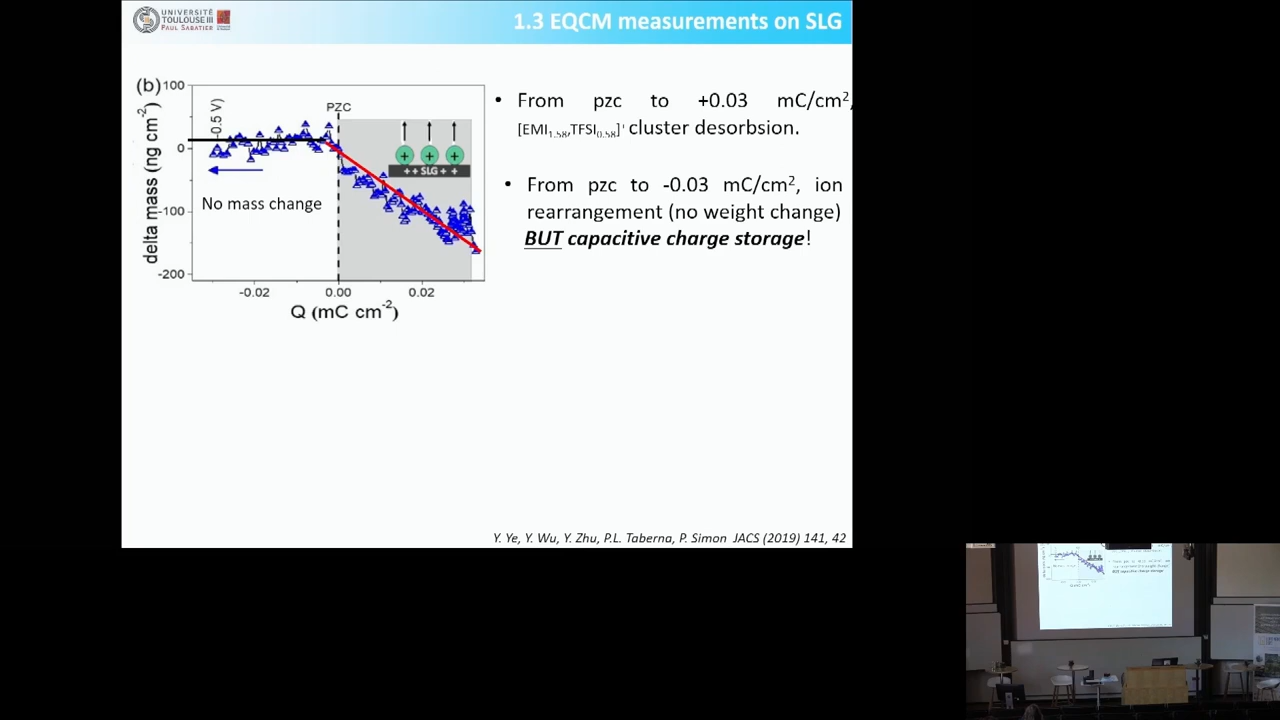 UNIVERSITÉ
TOULOUSE III
PAUL SABATIER
1.3 EQCM measurements on SLG
(b)
100
0
-100
-200
delta mass (ng cm-2)
-0.5 V)
PZC
+ + +
+ + SLG + +
No mass change
-0.02 0.00 0.02
Q (mC cm-2)
• From pzc to +0.03 mC/cm2,
[EMI1.58,TFSI0.58]+ cluster desorbsion.
• From pzc to -0.03 mC/cm2, ion
rearrangement (no weight change)
BUT capacitive charge storage!
Y. Ye, Y. Wu, Y. Zhu, P.L. Taberna, P. Simon JACS (2019) 141, 42